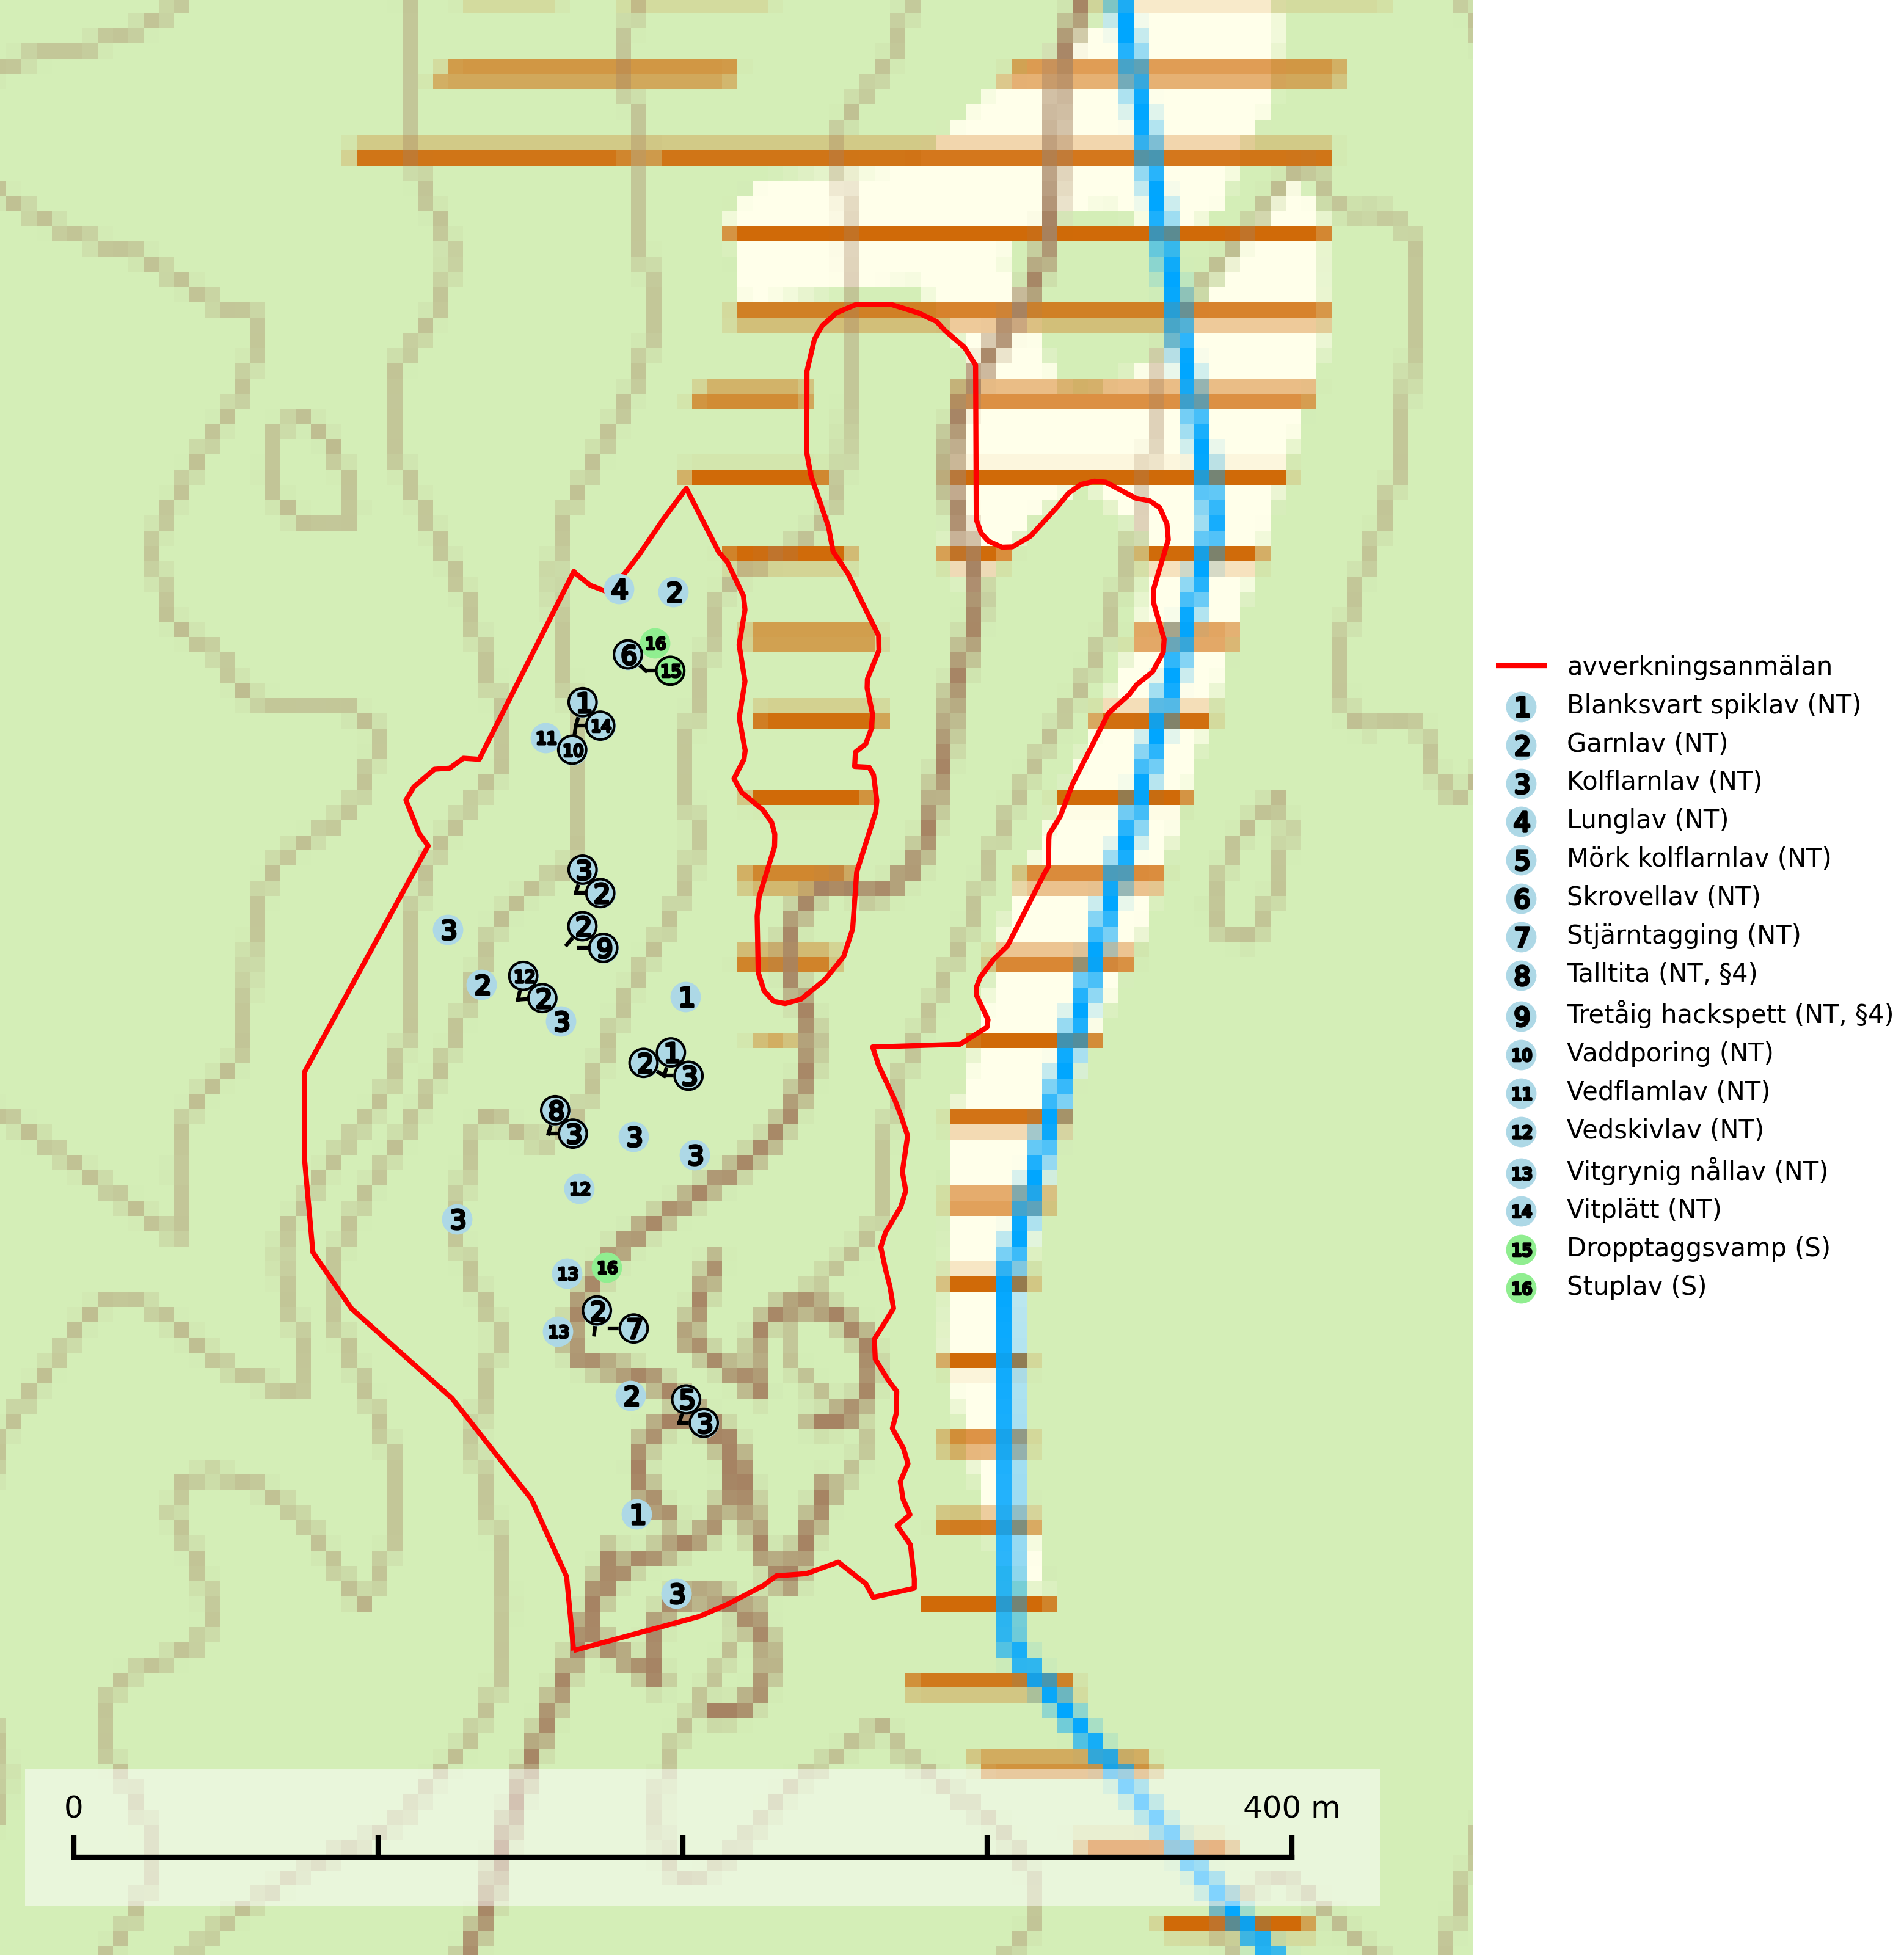 4
2
16
6
15
1
14
11
10
3
2
2
9
3
12
2
2
1
3
1
2
3
8
3
3
3
12
3
16
13
2
7
13
2
5
3
1
3
0 400 m
avverkningsanmälan
1 Blanksvart spiklav (NT)
2 Garnlav (NT)
3 Kolflarnlav (NT)
4 Lunglav (NT)
5 Mörk kolflarnlav (NT)
6 Skrovellav (NT)
7 Stjärntagging (NT)
8 Talltita (NT, §4)
9 Tretåig hackspett (NT, §4)
10 Vaddporing (NT)
11 Vedflamlav (NT)
12 Vedskivlav (NT)
13 Vitgrynig nållav (NT)
14 Vitplätt (NT)
15 Dropptaggsvamp (S)
16 Stuplav (S)